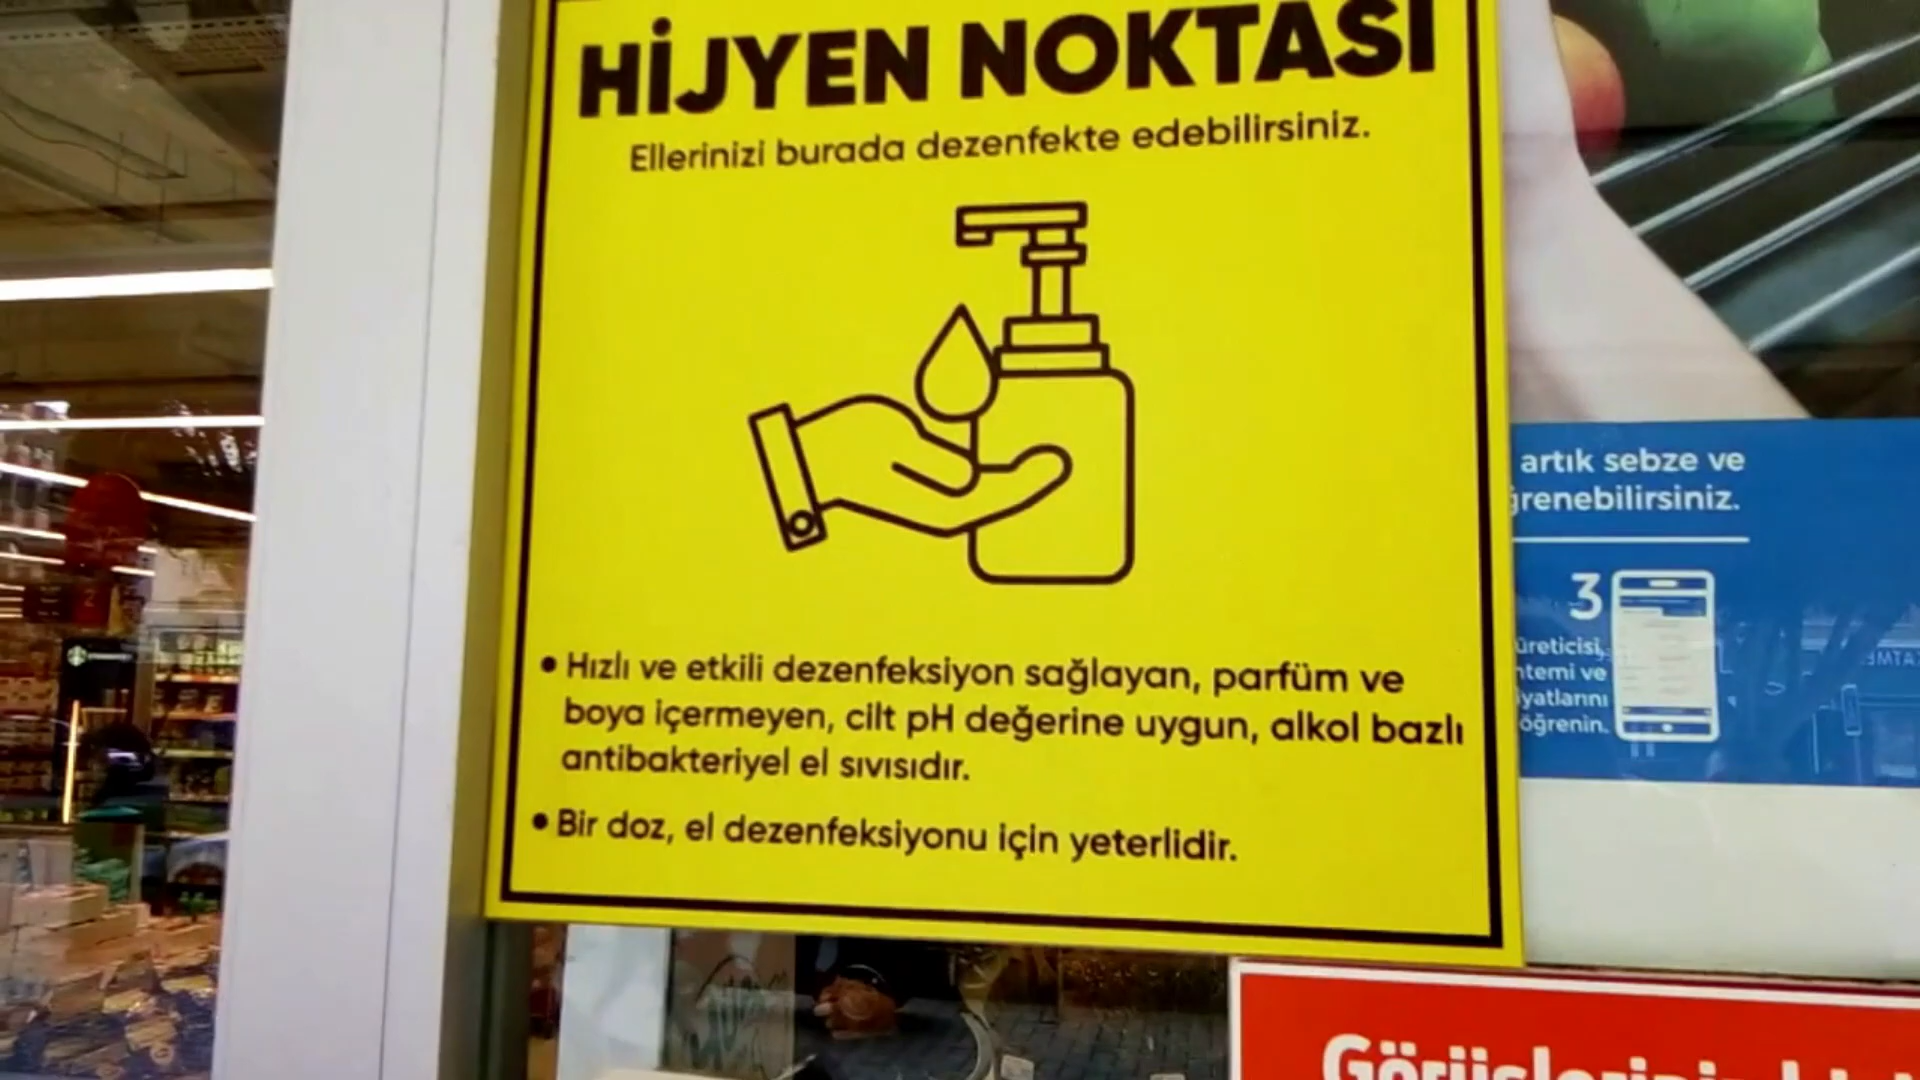 HİJYEN NOKTASI
Ellerinizi burada dezenfekte edebilirsiniz.
• Hızlı ve etkili dezenfeksiyon sağlayan, parfüm ve
boya içermeyen, cilt pH değerine uygun, alkol bazlı
antibakteriyel el sıvısıdır.
• Bir doz, el dezenfeksiyonu için yeterlidir.
artık sebze ve
ğrenebilirsiniz.
3
üreticisi,
ntemi ve
yatlarını
öğrenin.